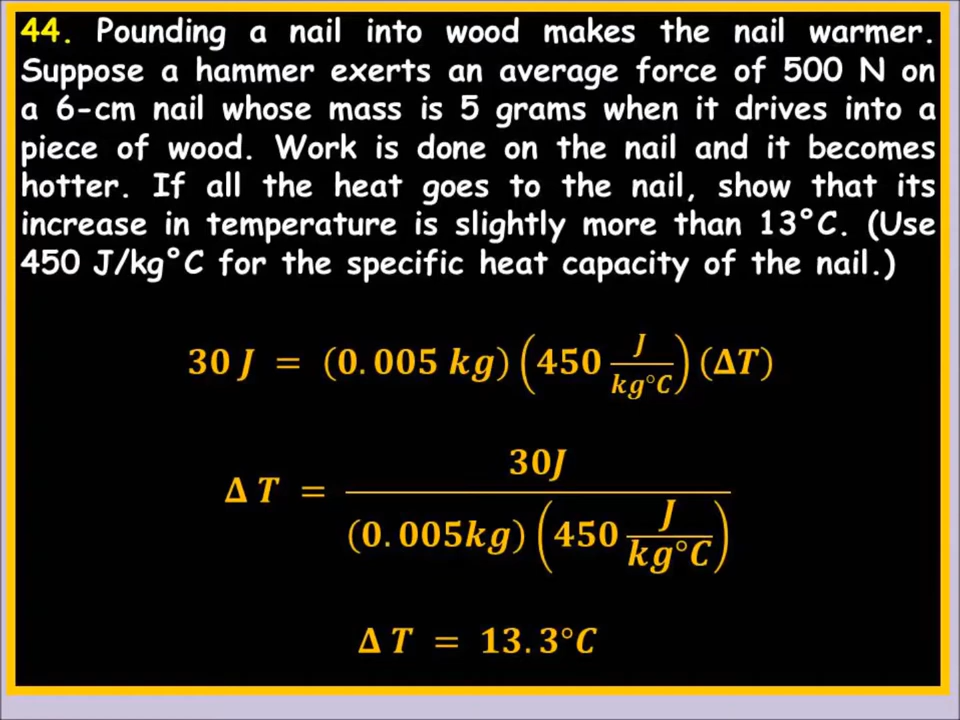 44. Pounding a nail into wood makes the nail warmer.
Suppose a hammer exerts an average force of 500 N on
a 6-cm nail whose mass is 5 grams when it drives into a
piece of wood. Work is done on the nail and it becomes
hotter. If all the heat goes to the nail, show that its
increase in temperature is slightly more than 13°C. (Use
450 J/kg°C for the specific heat capacity of the nail.)
30 J = (0.005 kg) (450 J/kg°C) (ΔT)
Δ T = 30J / (0.005kg) (450 J/kg°C)
Δ T = 13.3°C